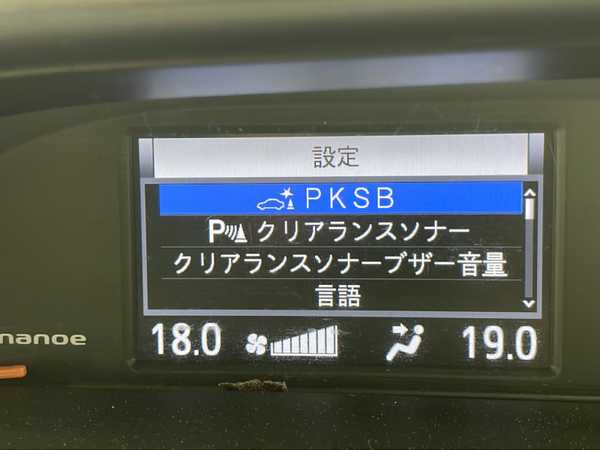 設定
PKSB
P クリアランスソナー
クリアランスソナーブザー音量
言語
18.0 19.0
nanoe